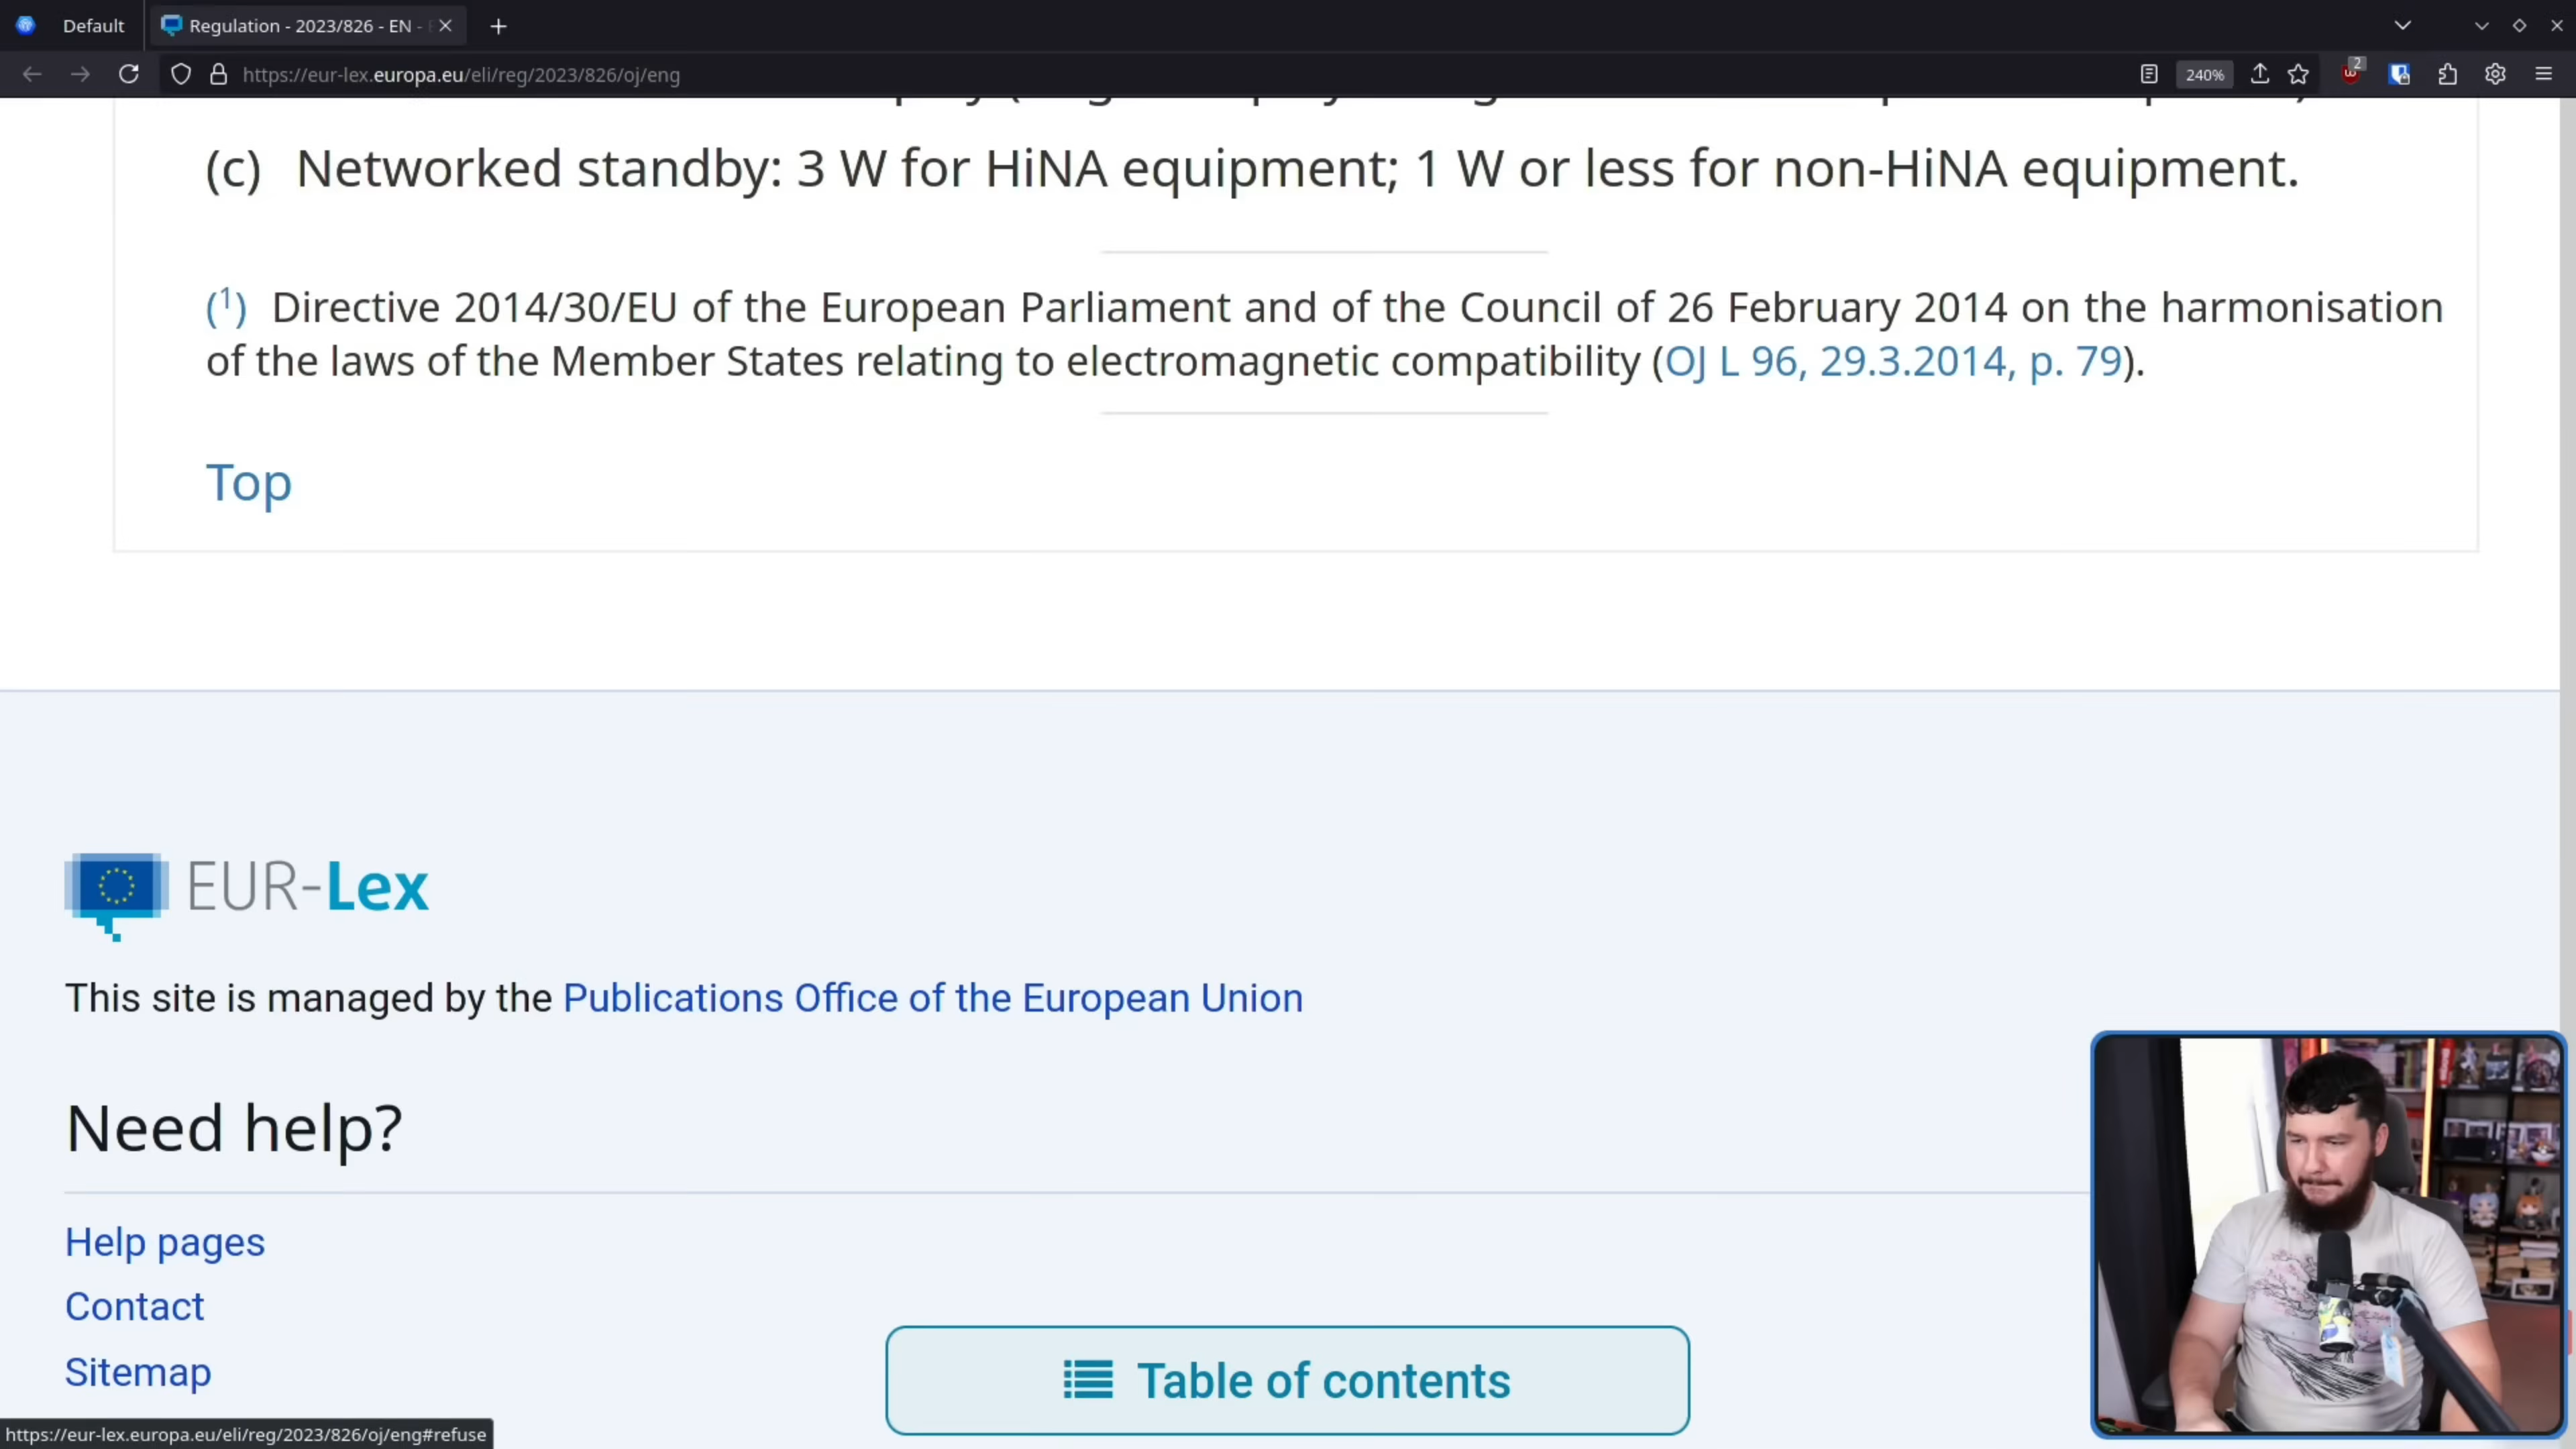 Default
Regulation - 2023/826 - EN -
https://eur-lex.europa.eu/eli/reg/2023/826/oj/eng
240%
2
(c) Networked standby: 3 W for HiNA equipment; 1 W or less for non-HiNA equipment.
(1) Directive 2014/30/EU of the European Parliament and of the Council of 26 February 2014 on the harmonisation
of the laws of the Member States relating to electromagnetic compatibility (OJ L 96, 29.3.2014, p. 79).
Top
EUR-Lex
This site is managed by the Publications Office of the European Union
Need help?
Help pages
Contact
Sitemap
Table of contents
https://eur-lex.europa.eu/eli/reg/2023/826/oj/eng#refuse